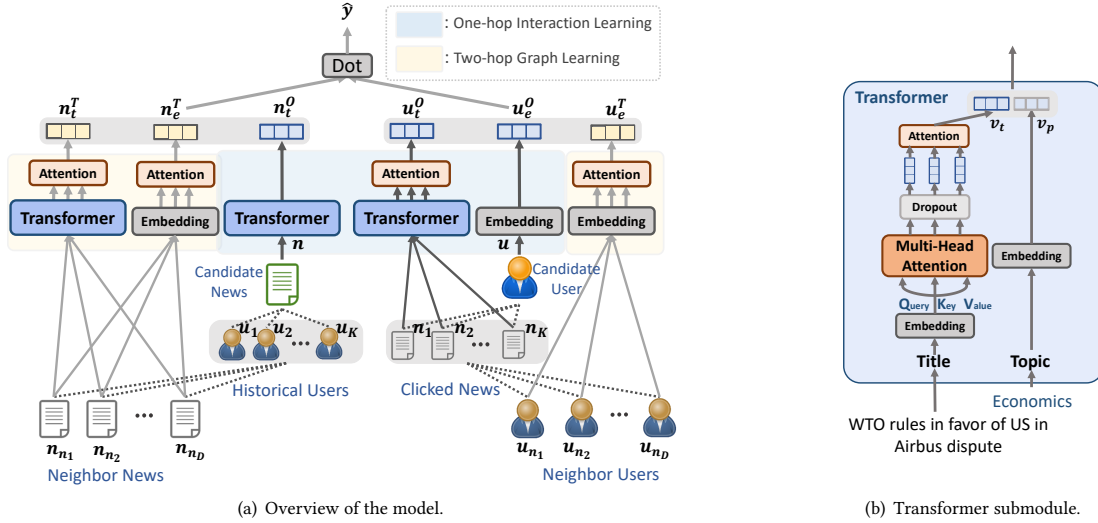 ŷ
: One-hop Interaction Learning
: Two-hop Graph Learning
Dot
n_t^T n_e^T n_t^O u_t^O u_e^O u_e^T
Attention Attention Attention Attention
Transformer Embedding Transformer Transformer Embedding Embedding
n u
Candidate News
Candidate User
u_1 u_2 ... u_K
n_1 n_2 ... n_K
Historical Users
Clicked News
n_{n_1} n_{n_2} ... n_{n_D}
u_{n_1} u_{n_2} ... u_{n_D}
Neighbor News
Neighbor Users
(a) Overview of the model.
Transformer
v_t v_p
Attention
Dropout
Multi-Head
Attention
Embedding
Query Key Value
Embedding
Title Topic
Economics
WTO rules in favor of US in
Airbus dispute
(b) Transformer submodule.